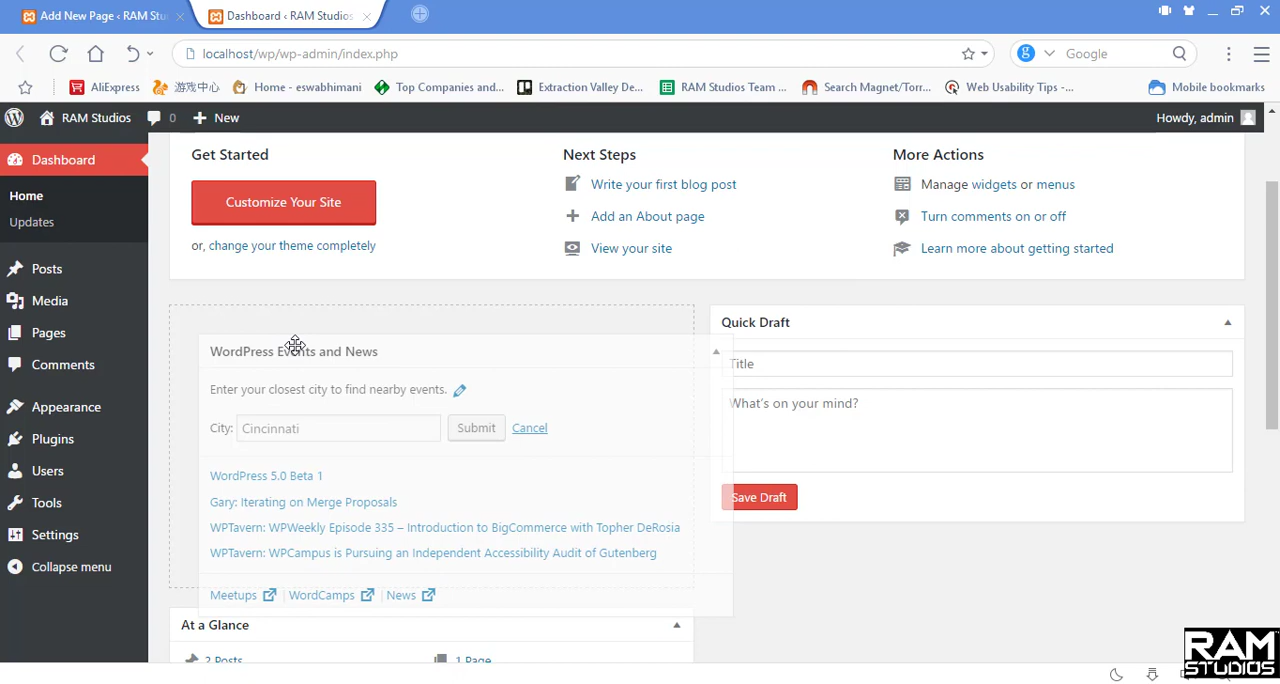 Add New Page ‹ RAM Stu
Dashboard ‹ RAM Studios
localhost/wp/wp-admin/index.php
Google
AliExpress
游戏中心
Home - eswabhimani
Top Companies and...
Extraction Valley De...
RAM Studios Team ...
Search Magnet/Torr...
Web Usability Tips -...
Mobile bookmarks
RAM Studios
0
New
Howdy, admin
Dashboard
Home
Updates
Posts
Media
Pages
Comments
Appearance
Plugins
Users
Tools
Settings
Collapse menu
Get Started
Customize Your Site
or, change your theme completely
Next Steps
Write your first blog post
Add an About page
View your site
More Actions
Manage widgets or menus
Turn comments on or off
Learn more about getting started
WordPress Events and News
Enter your closest city to find nearby events.
City: Cincinnati Submit Cancel
WordPress 5.0 Beta 1
Gary: Iterating on Merge Proposals
WPTavern: WPWeekly Episode 335 – Introduction to BigCommerce with Topher DeRosia
WPTavern: WPCampus is Pursuing an Independent Accessibility Audit of Gutenberg
Meetups | WordCamps | News
At a Glance
2 Posts
1 Page
Quick Draft
Title
What's on your mind?
Save Draft
RAM
STUDIOS